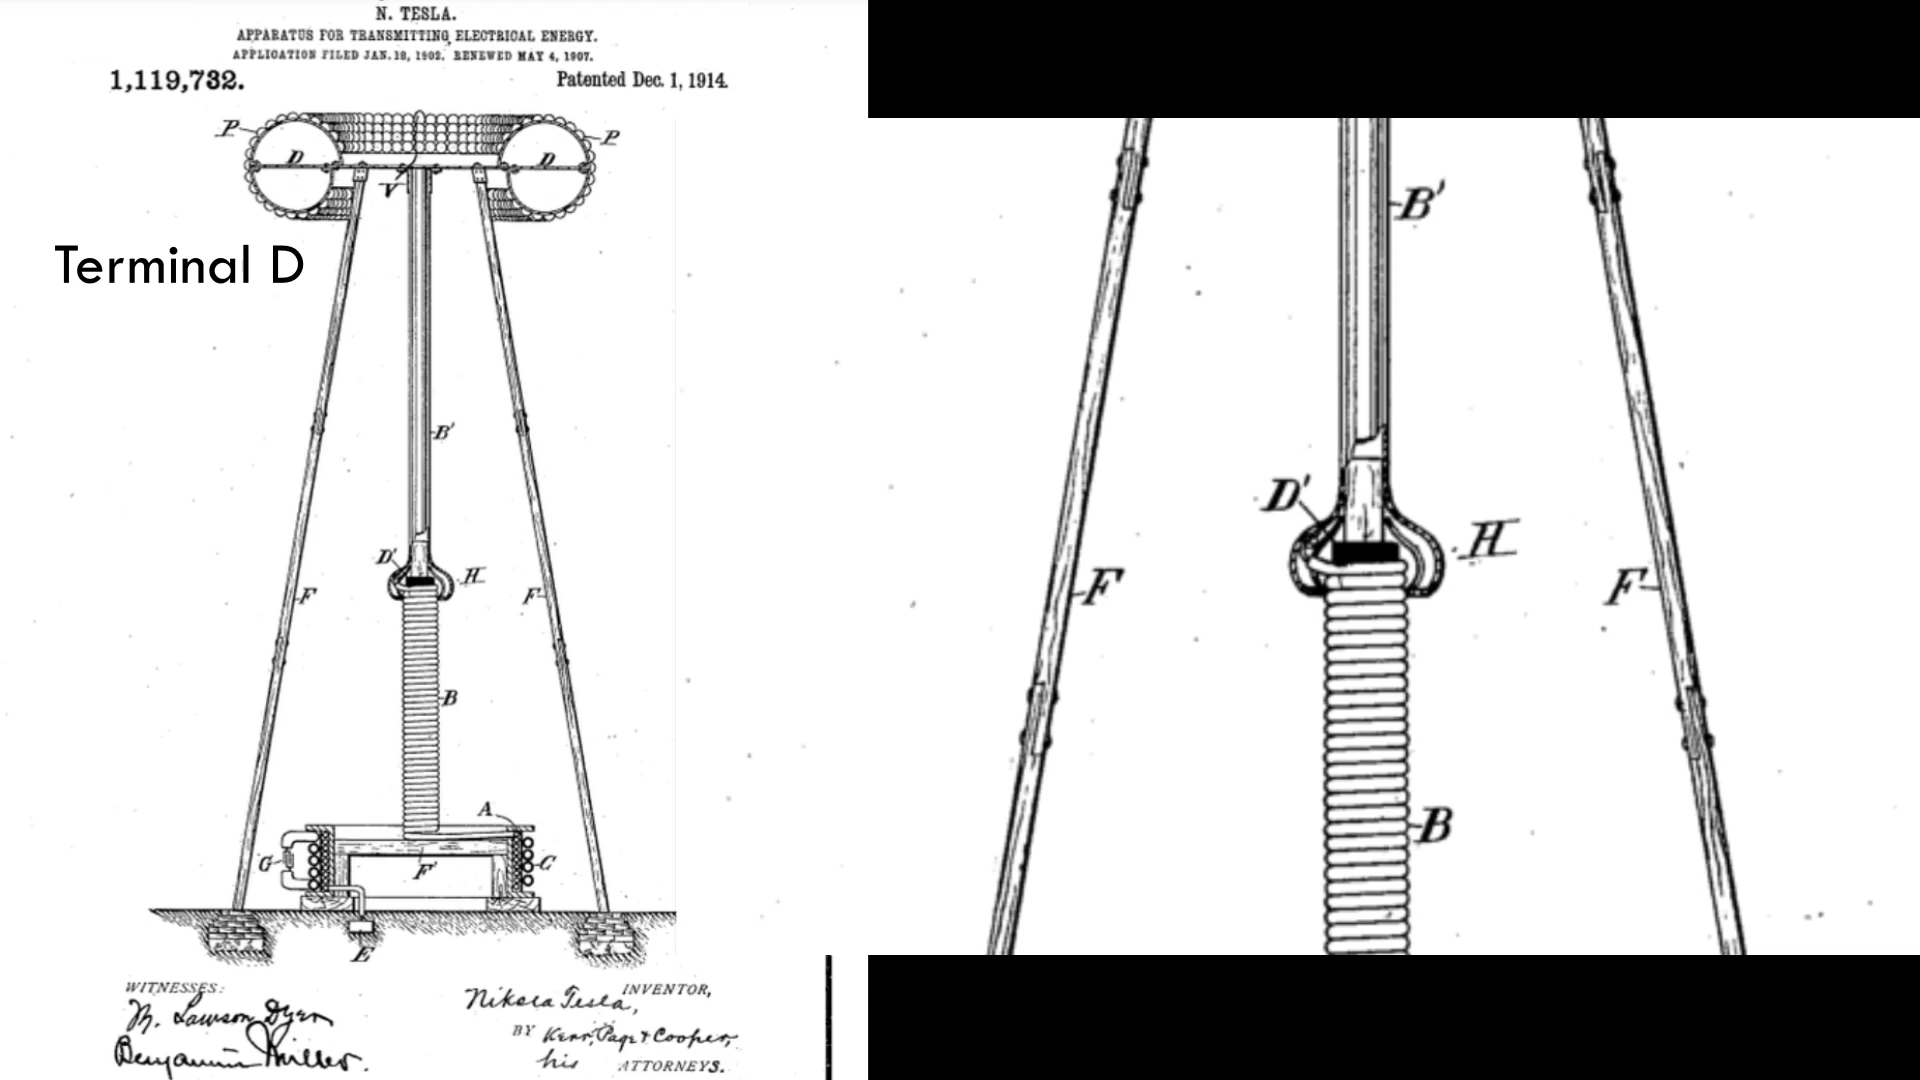 N. TESLA.
APPARATUS FOR TRANSMITTING ELECTRICAL ENERGY.
APPLICATION FILED JAN. 18, 1902. RENEWED MAY 4, 1907.
1,119,732.
Patented Dec. 1, 1914.
P
P
D
D
V
Terminal D
B'
D'
H
F
F
B
A
G
C
F'
E
WITNESSES:
M. Lawson Dyer
Benjamin Miller.
INVENTOR,
Nikola Tesla,
BY Kerr, Page & Cooper,
his ATTORNEYS.
B'
D'
H
F
F
B